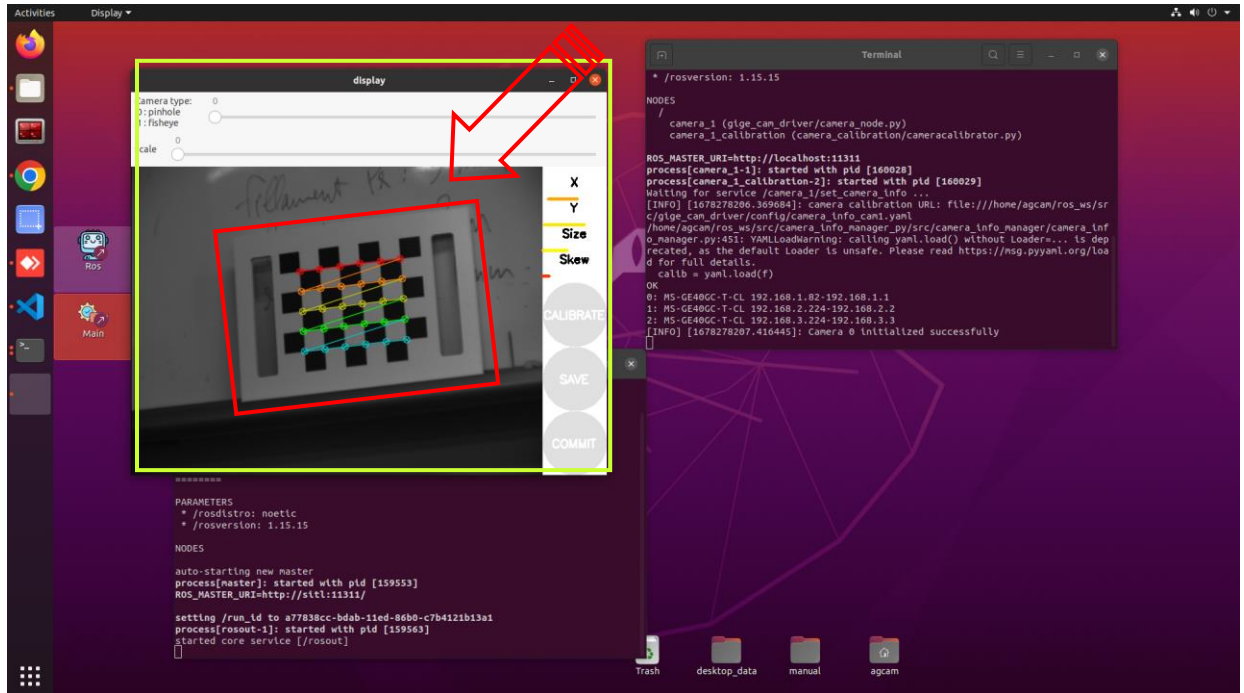 Activities
Display
display
Camera type:
0 : pinhole
1 : fisheye
0
scale
0
filament
X
Y
Size
Skew
CALIBRATE
SAVE
COMMIT
Ros
Main
Terminal
* /rosversion: 1.15.15
NODES
/
camera_1 (gige_cam_driver/camera_node.py)
camera_1_calibration (camera_calibration/cameracalibrator.py)
ROS_MASTER_URI=http://localhost:11311
process[camera_1-1]: started with pid [160028]
process[camera_1_calibration-2]: started with pid [160029]
Waiting for service /camera_1/set_camera_info ...
[INFO] [1678278206.369684]: camera calibration URL: file:///home/agcam/ros_ws/sr
c/gige_cam_driver/config/camera_info_cam1.yaml
/home/agcam/ros_ws/src/camera_info_manager_py/src/camera_info_manager/camera_inf
o_manager.py:451: YAMLLoadWarning: calling yaml.load() without Loader=... is dep
recated, as the default Loader is unsafe. Please read https://msg.pyyaml.org/loa
d for full details.
calib = yaml.load(f)
OK
0: MS-GE40GC-T-CL 192.168.1.82-192.168.1.1
1: MS-GE40GC-T-CL 192.168.2.224-192.168.2.2
2: MS-GE40GC-T-CL 192.168.3.224-192.168.3.3
[INFO] [1678278207.416445]: Camera 0 initialized successfully
========
PARAMETERS
* /rosdistro: noetic
* /rosversion: 1.15.15
NODES
auto-starting new master
process[master]: started with pid [159553]
ROS_MASTER_URI=http://sitl:11311/
setting /run_id to a77838cc-bdab-11ed-86b0-c7b4121b13a1
process[rosout-1]: started with pid [159563]
started core service [/rosout]
Trash
desktop_data
manual
agcam